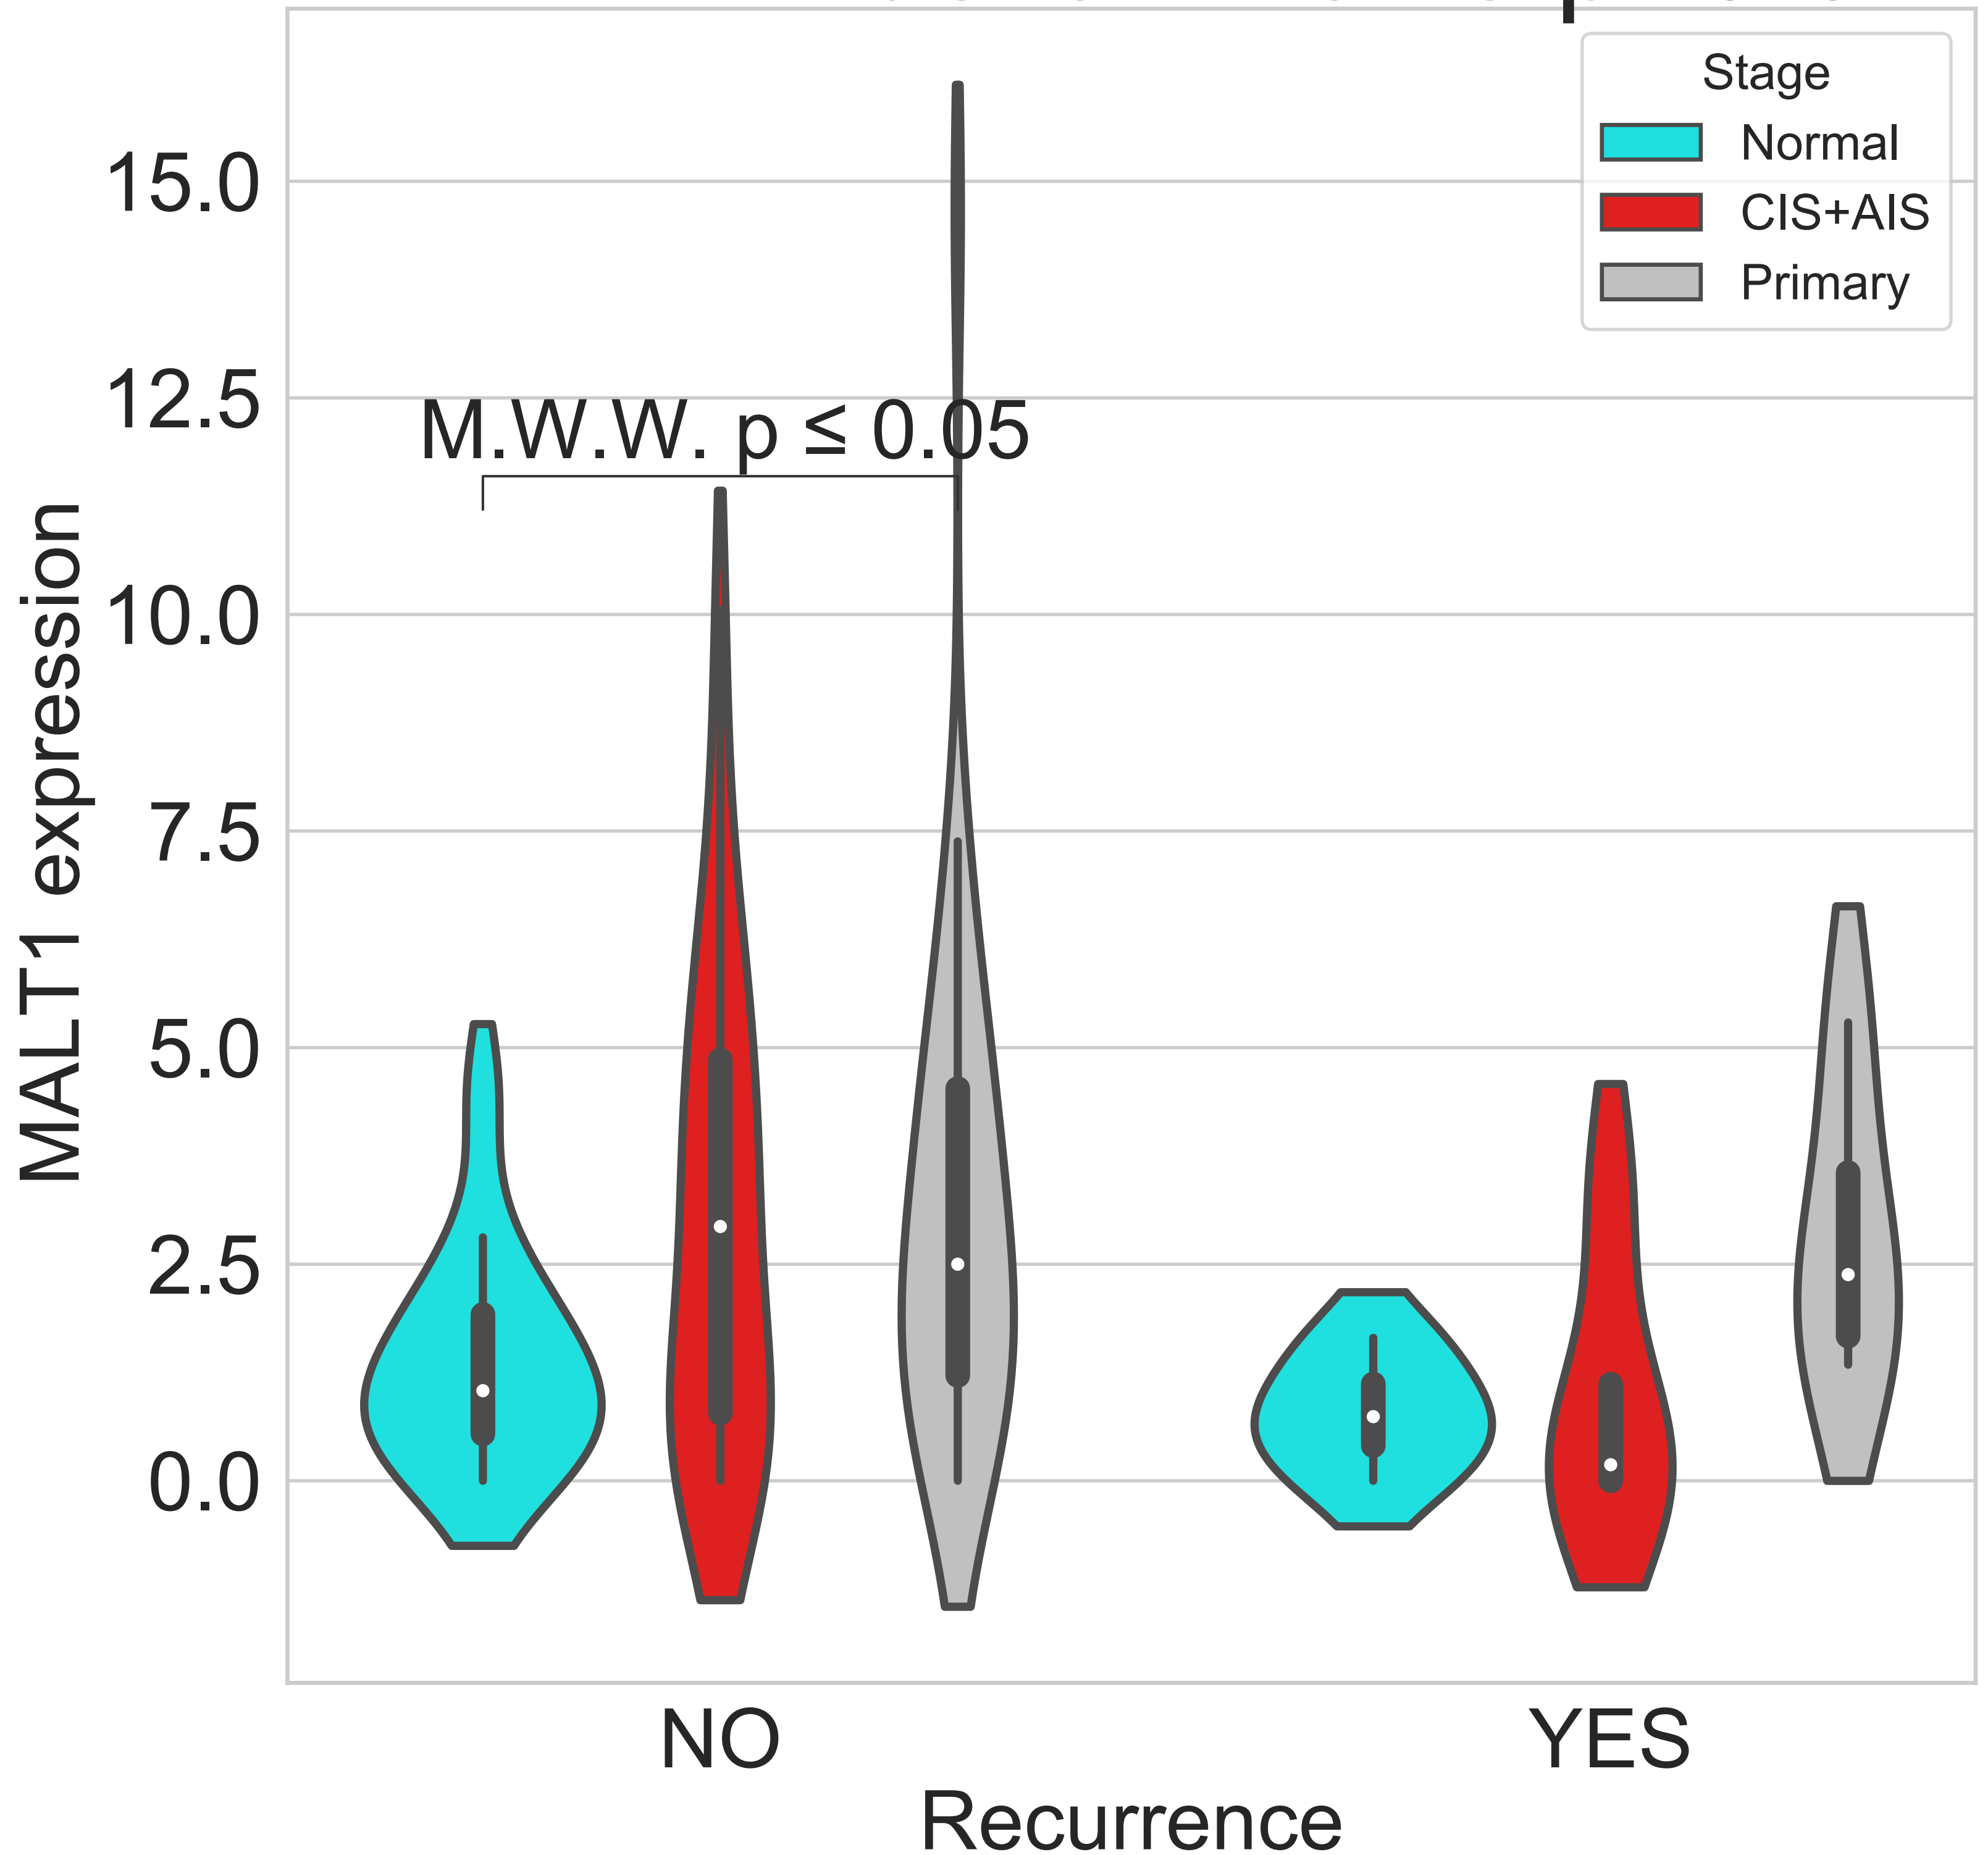 Stage
Normal
CIS+AIS
Primary
15.0
12.5
10.0
7.5
5.0
2.5
0.0
M.W.W. p ≤ 0.05
MALT1 expression
NO
YES
Recurrence